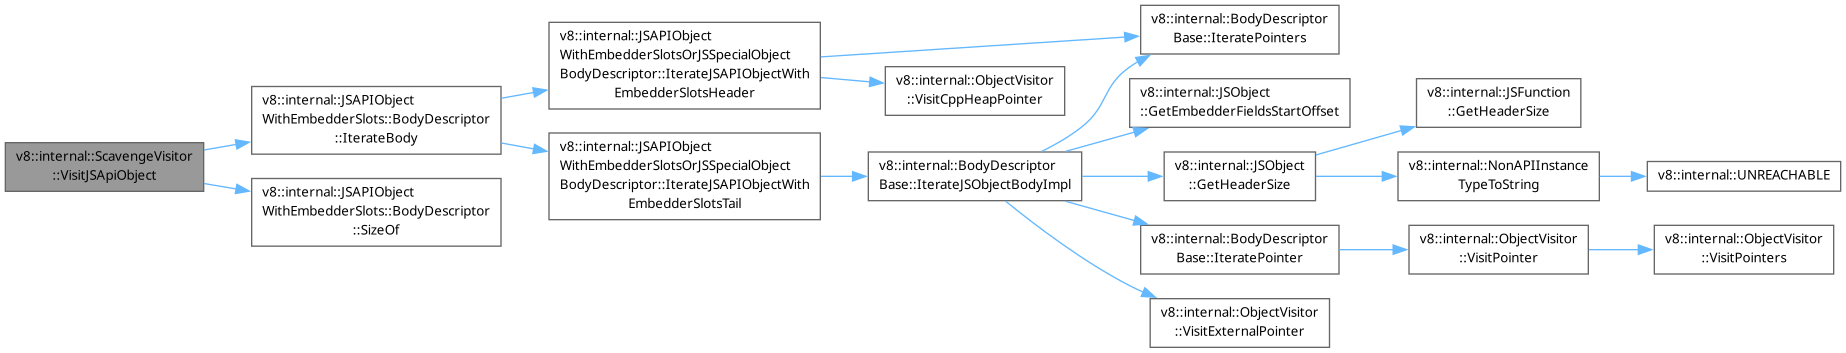 v8::internal::ScavengeVisitor
::VisitJSApiObject
v8::internal::JSAPIObject
WithEmbedderSlots::BodyDescriptor
::IterateBody
v8::internal::JSAPIObject
WithEmbedderSlots::BodyDescriptor
::SizeOf
v8::internal::JSAPIObject
WithEmbedderSlotsOrJSSpecialObject
BodyDescriptor::IterateJSAPIObjectWith
EmbedderSlotsHeader
v8::internal::JSAPIObject
WithEmbedderSlotsOrJSSpecialObject
BodyDescriptor::IterateJSAPIObjectWith
EmbedderSlotsTail
v8::internal::ObjectVisitor
::VisitCppHeapPointer
v8::internal::BodyDescriptor
Base::IterateJSObjectBodyImpl
v8::internal::BodyDescriptor
Base::IteratePointers
v8::internal::JSObject
::GetEmbedderFieldsStartOffset
v8::internal::JSObject
::GetHeaderSize
v8::internal::BodyDescriptor
Base::IteratePointer
v8::internal::ObjectVisitor
::VisitExternalPointer
v8::internal::JSFunction
::GetHeaderSize
v8::internal::NonAPIInstance
TypeToString
v8::internal::ObjectVisitor
::VisitPointer
v8::internal::UNREACHABLE
v8::internal::ObjectVisitor
::VisitPointers